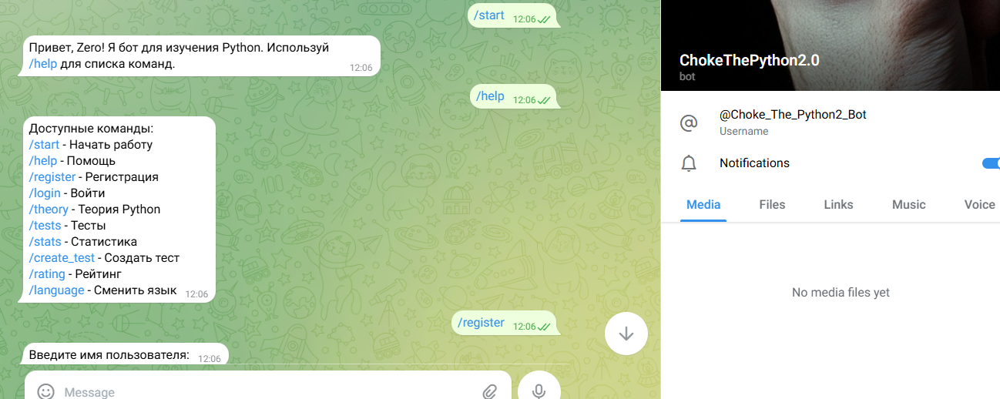 /start 12:06
Привет, Zero! Я бот для изучения Python. Используй
/help для списка команд. 12:06
/help 12:06
Доступные команды:
/start - Начать работу
/help - Помощь
/register - Регистрация
/login - Войти
/theory - Теория Python
/tests - Тесты
/stats - Статистика
/create_test - Создать тест
/rating - Рейтинг
/language - Сменить язык 12:06
/register 12:06
Введите имя пользователя: 12:06
Message
ChokeThePython2.0
bot
@Choke_The_Python2_Bot
Username
Notifications
Media Files Links Music Voice
No media files yet